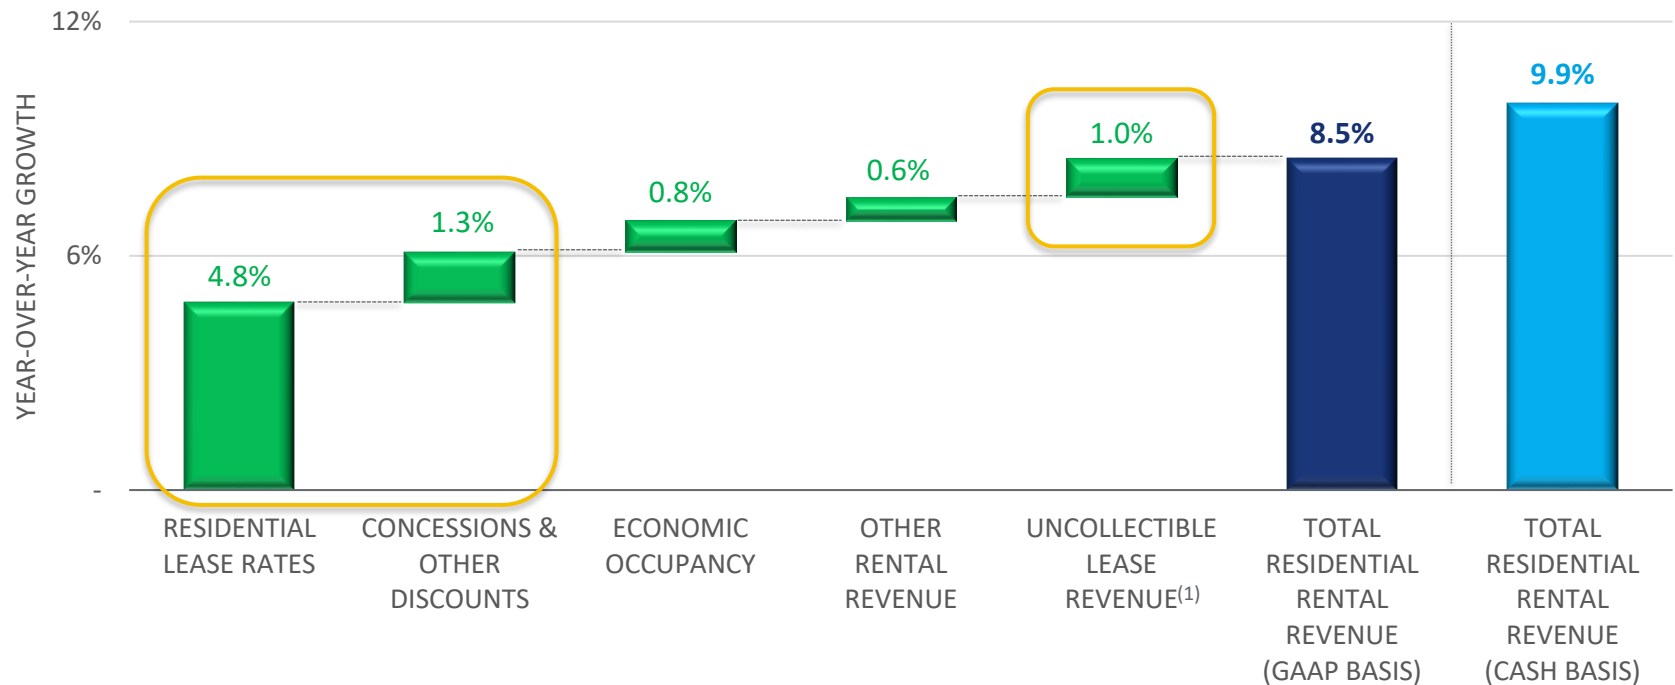 12%
9.9%
8.5%
1.0%
0.6%
0.8%
1.3%
6%
4.8%
-
YEAR-OVER-YEAR GROWTH
RESIDENTIAL
LEASE RATES
CONCESSIONS &
OTHER
DISCOUNTS
ECONOMIC
OCCUPANCY
OTHER
RENTAL
REVENUE
UNCOLLECTIBLE
LEASE
REVENUE(1)
TOTAL
RESIDENTIAL
RENTAL
REVENUE
(GAAP BASIS)
TOTAL
RESIDENTIAL
RENTAL
REVENUE
(CASH BASIS)